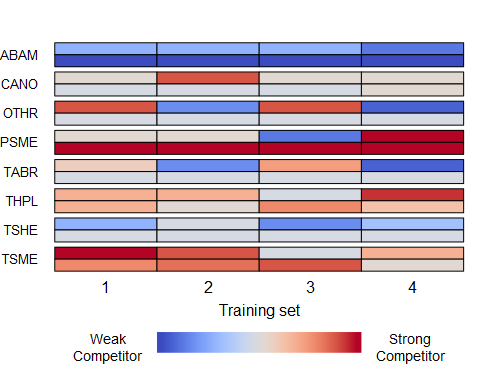 ABAM
CANO
OTHR
PSME
TABR
THPL
TSHE
TSME
1 2 3 4
Training set
Weak
Competitor
Strong
Competitor